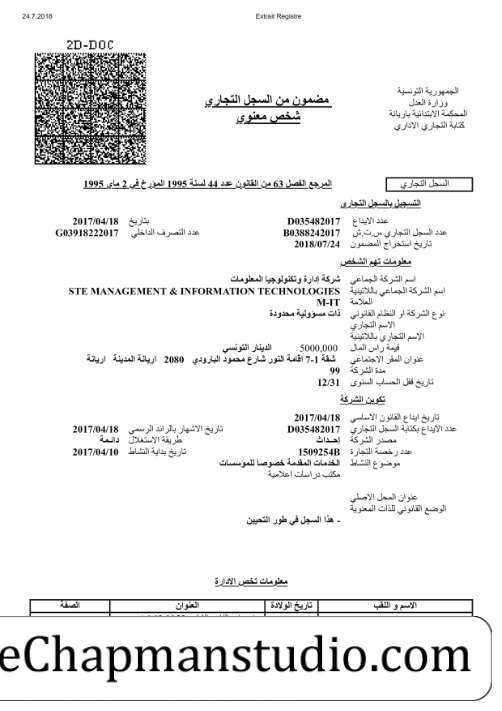 24.7.2018 Extrait Registre
2D-DOC
الجمهورية التونسية
وزارة العدل
المحكمة الابتدائية بأريانة
كتابة التجاري الاداري
مضمون من السجل التجاري
شخص معنوي
السجل التجاري المرجع الفصل 63 من القانون عدد 44 لسنة 1995 المؤرخ في 2 ماي 1995
التسجيل بالسجل التجاري
عدد الايداع D035482017 بتاريخ 2017/04/18
عدد السجل التجاري س.ت.ش B0388242017 عدد التصرف الداخلي G03918222017
تاريخ استخراج المضمون 2018/07/24
معلومات تهم الشخص
اسم الشركة الجماعي شركة إدارة وتكنولوجيا المعلومات
اسم الشركة الجماعي باللاتينية STE MANAGEMENT & INFORMATION TECHNOLOGIES
العلامة M-IT
نوع الشركة او النظام القانوني ذات مسؤولية محدودة
الاسم التجاري
الإسم التجاري باللاتينية
قيمة راس المال 5000,000 الدينار التونسي
عنوان المقر الاجتماعي شقة 1-7 اقامة النور شارع محمود البارودي 2080 اريانة المدينة اريانة
مدة الشركة 99
تاريخ قفل الحساب السنوي 12/31
تكوين الشركة
تاريخ ايداع القانون الاساسي 2017/04/18
عدد الايداع بكتابة السجل التجاري D035482017 تاريخ الاشهار بالرائد الرسمي 2017/04/18
مصدر الشركة إحداث طريقة الاستغلال دائمة
عدد رخصة التجارة 1509254B تاريخ بداية النشاط 2017/04/10
موضوع النشاط الخدمات المقدمة خصوصا للمؤسسات
مكتب دراسات اعلامية
عنوان المحل الاصلي
الوضع القانوني للذات المعنوية
- هذا السجل في طور التحيين
معلومات تخص الادارة
الاسم و اللقب تاريخ الولادة العنوان الصفة
eChapmanstudio.com